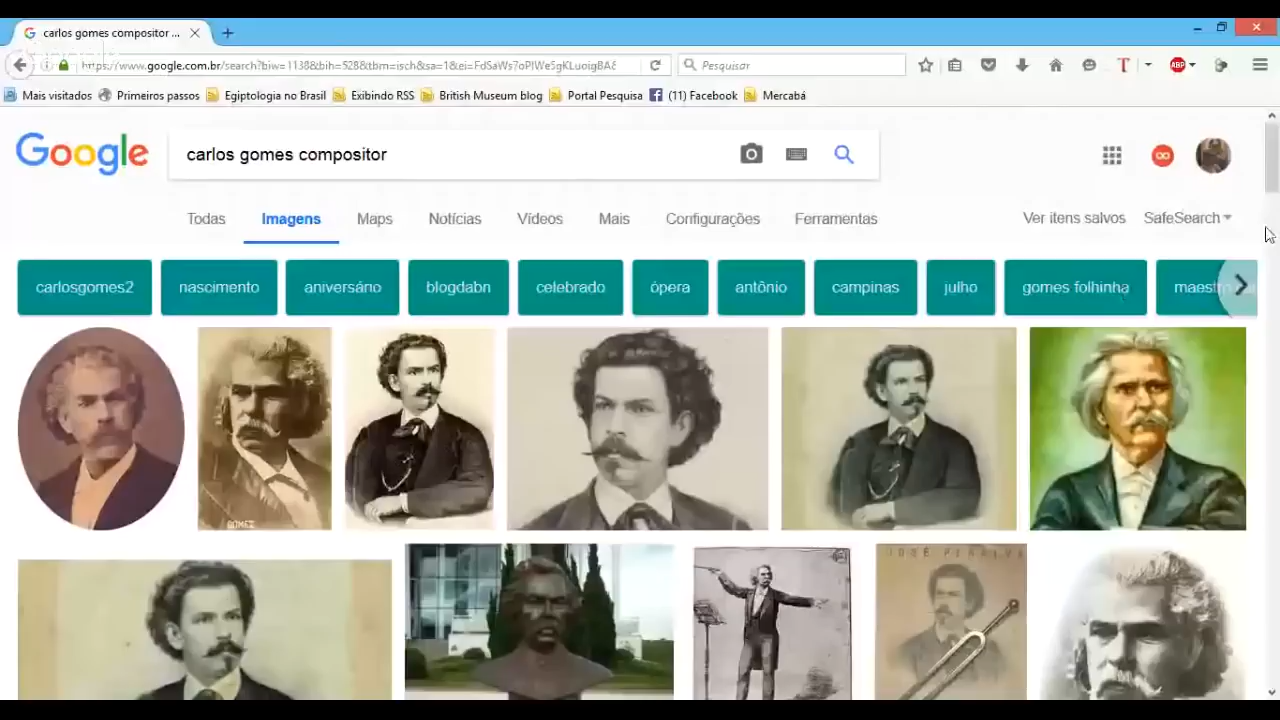 carlos gomes compositor ...
https://www.google.com.br/search?biw=1138&bih=528&tbm=isch&sa=1&ei=
Pesquisar
ABP
Mais visitados Primeiros passos Egiptologia no Brasil Exibindo RSS British Museum blog Portal Pesquisa (11) Facebook Mercabá
Google
carlos gomes compositor
Todas Imagens Maps Notícias Vídeos Mais Configurações Ferramentas Ver itens salvos SafeSearch
carlosgomes2 nascimento aniversário blogdabn celebrado ópera antônio campinas julho gomes folhinha maest
GOMEZ
JOSÉ PERALVA